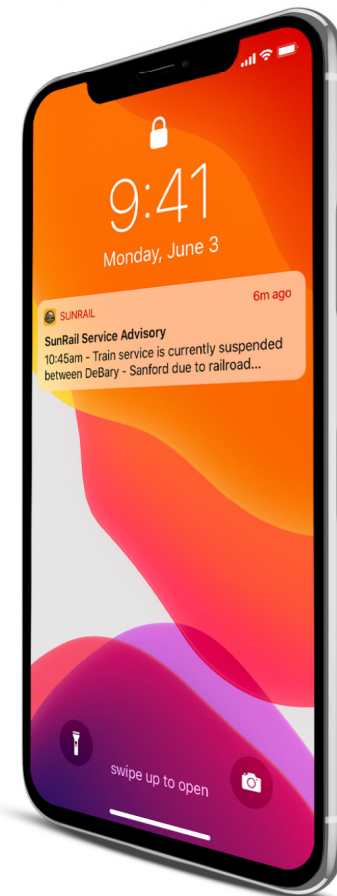 9:41
Monday, June 3
SUNRAIL
6m ago
SunRail Service Advisory
10:45am - Train service is currently suspended
between DeBary - Sanford due to railroad...
swipe up to open